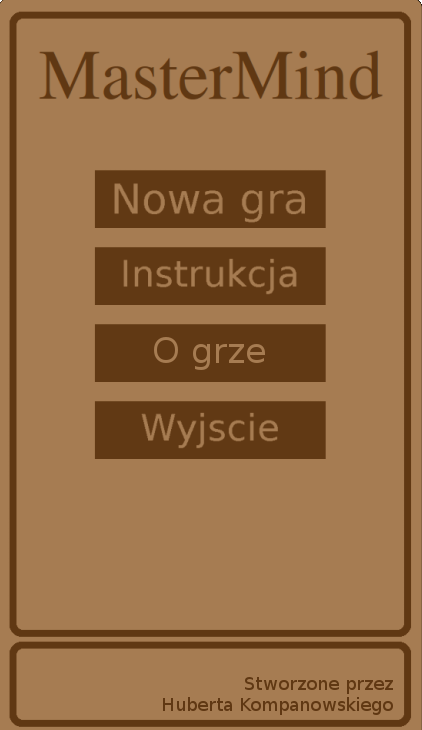 MasterMind
Nowa gra
Instrukcja
O grze
Wyjscie
Stworzone przez
Huberta Kompanowskiego